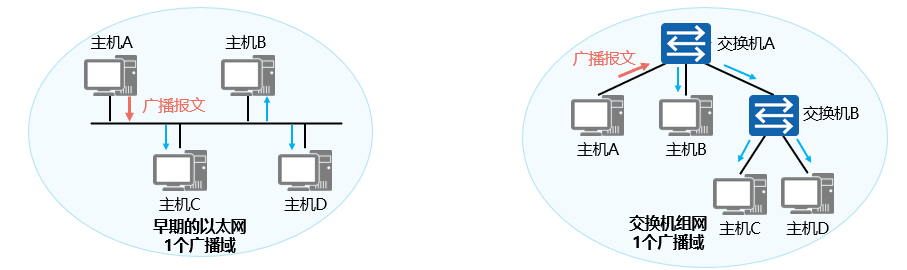 主机A
主机B
广播报文
主机C
主机D
早期的以太网
1个广播域
交换机A
广播报文
交换机B
主机A
主机B
主机C
主机D
交换机组网
1个广播域